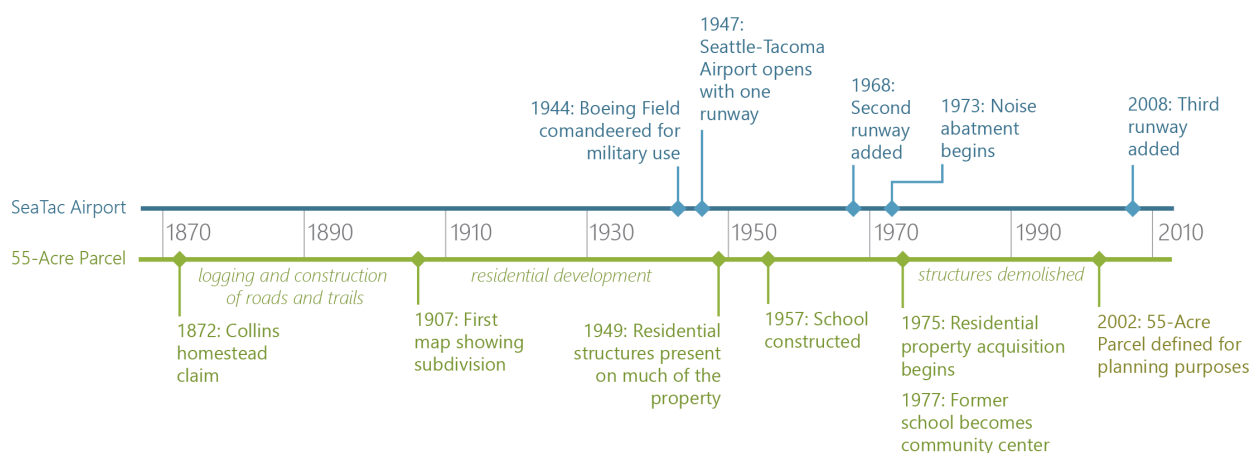 1947:
Seattle-Tacoma
Airport opens
with one
runway
1944: Boeing Field
comandeered for
military use
1968:
Second
runway
added
1973: Noise
abatment
begins
2008: Third
runway
added
SeaTac Airport
1870
1890
1910
1930
1950
1970
1990
2010
55-Acre Parcel
logging and construction
of roads and trails
residential development
structures demolished
1872: Collins
homestead
claim
1907: First
map showing
subdivision
1949: Residential
structures present
on much of the
property
1957: School
constructed
1975: Residential
property acquisition
begins
1977: Former
school becomes
community center
2002: 55-Acre
Parcel defined for
planning purposes